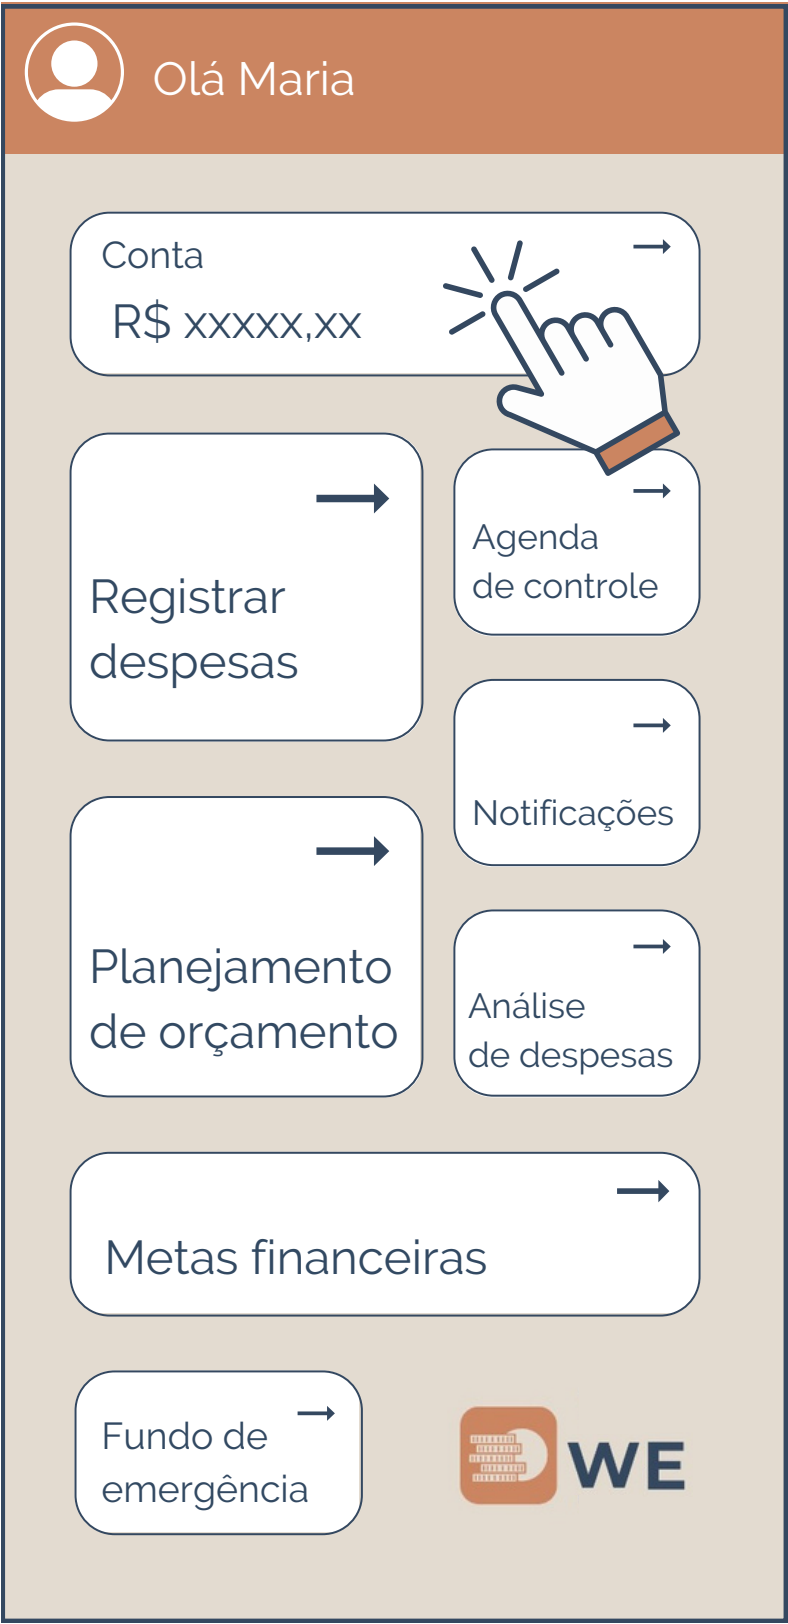 Olá Maria
Conta
R$ xxxxx,xx
Registrar
despesas
Agenda
de controle
Notificações
Planejamento
de orçamento
Análise
de despesas
Metas financeiras
Fundo de
emergência
WE